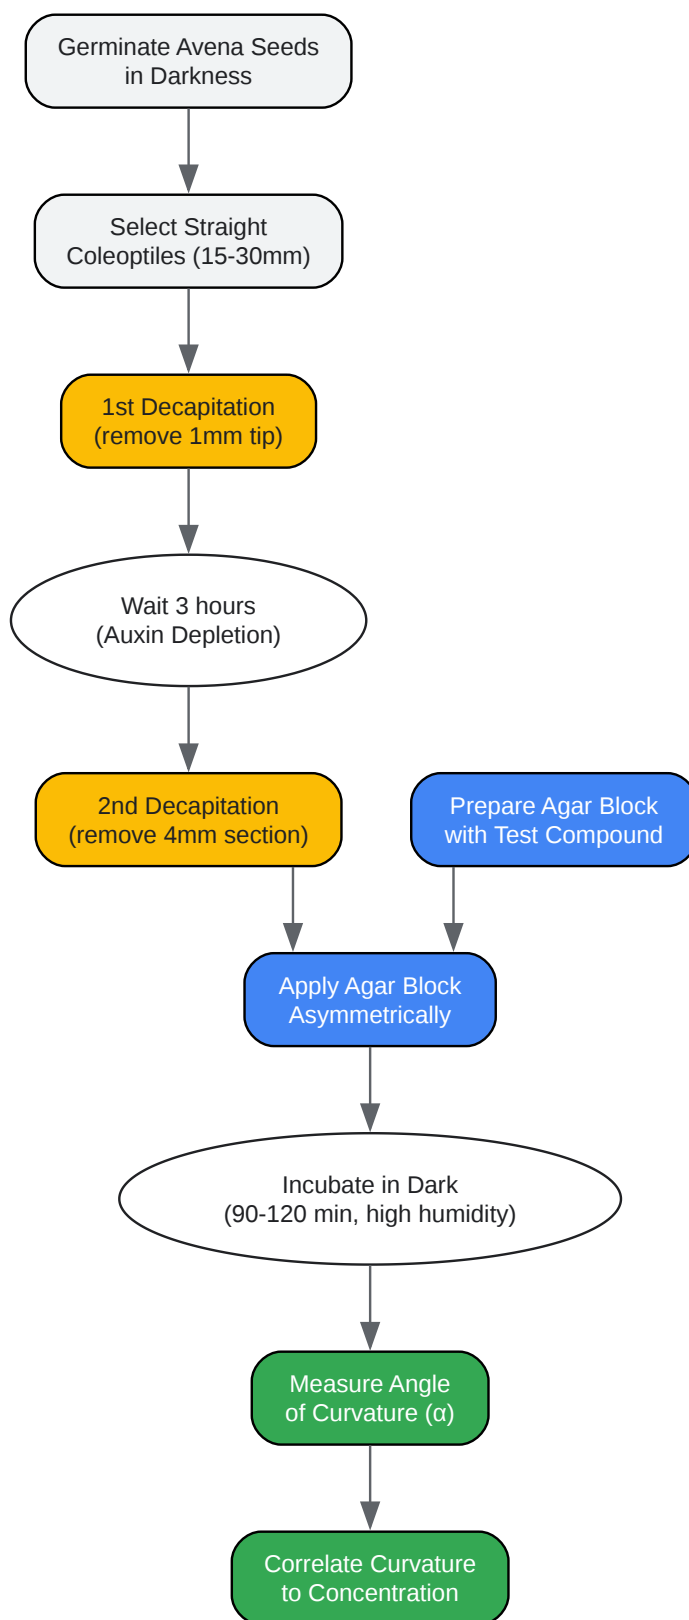 Germinate Avena Seeds
in Darkness
Select Straight
Coleoptiles (15-30mm)
1st Decapitation
(remove 1mm tip)
Wait 3 hours
(Auxin Depletion)
2nd Decapitation
(remove 4mm section)
Prepare Agar Block
with Test Compound
Apply Agar Block
Asymmetrically
Incubate in Dark
(90-120 min, high humidity)
Measure Angle
of Curvature (α)
Correlate Curvature
to Concentration